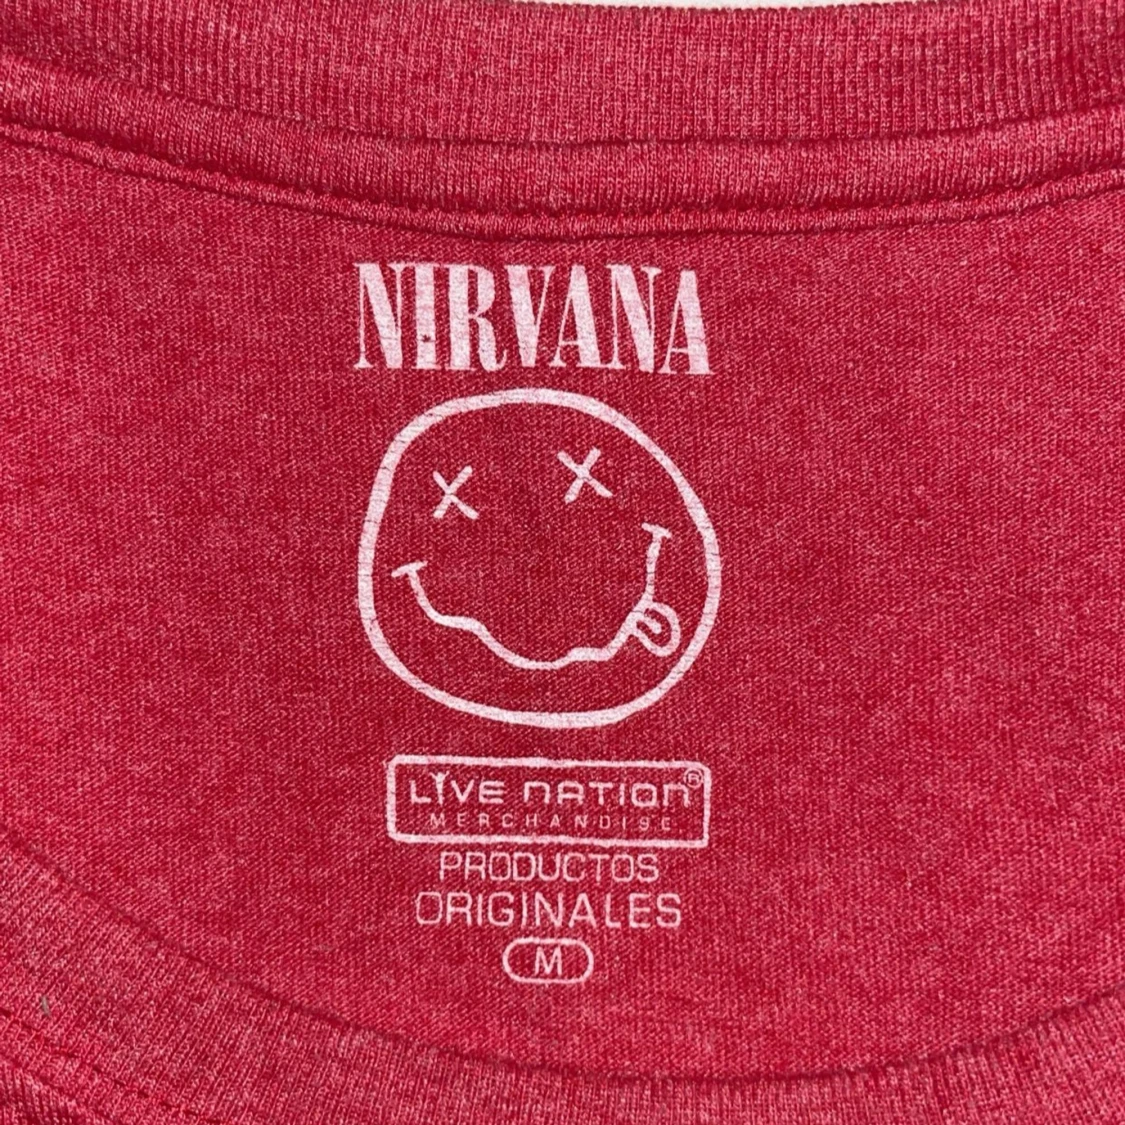 NIRVANA
LIVE NATION®
MERCHANDISE
PRODUCTOS
ORIGINALES
M